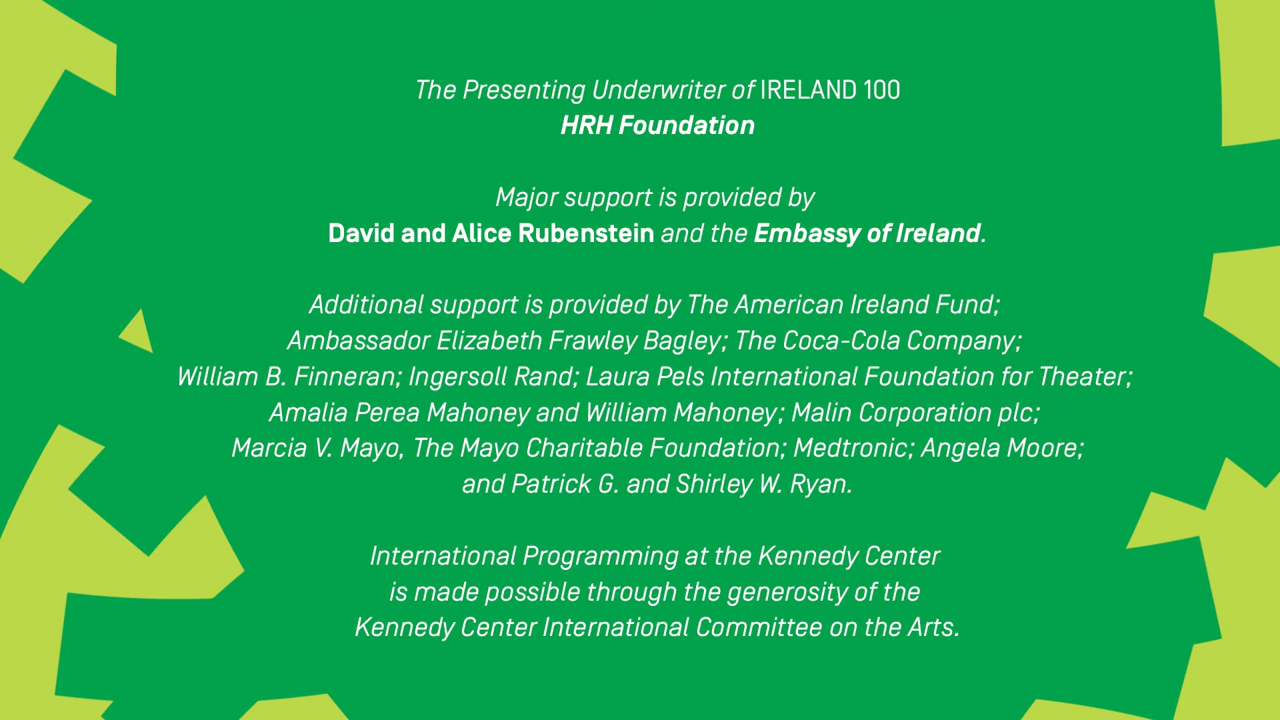 The Presenting Underwriter of IRELAND 100
HRH Foundation
Major support is provided by
David and Alice Rubenstein and the Embassy of Ireland.
Additional support is provided by The American Ireland Fund;
Ambassador Elizabeth Frawley Bagley; The Coca-Cola Company;
William B. Finneran; Ingersoll Rand; Laura Pels International Foundation for Theater;
Amalia Perea Mahoney and William Mahoney; Malin Corporation plc;
Marcia V. Mayo, The Mayo Charitable Foundation; Medtronic; Angela Moore;
and Patrick G. and Shirley W. Ryan.
International Programming at the Kennedy Center
is made possible through the generosity of the
Kennedy Center International Committee on the Arts.